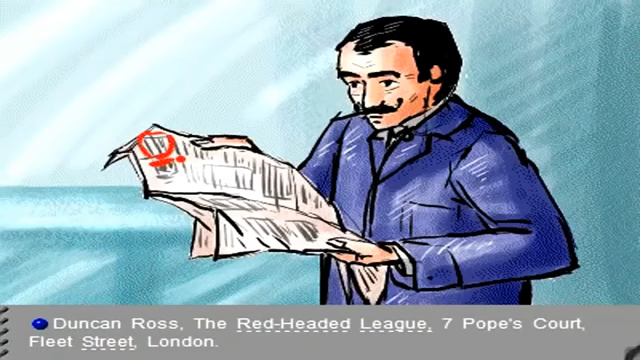 Duncan Ross, The Red-Headed League, 7 Pope's Court,
Fleet Street, London.